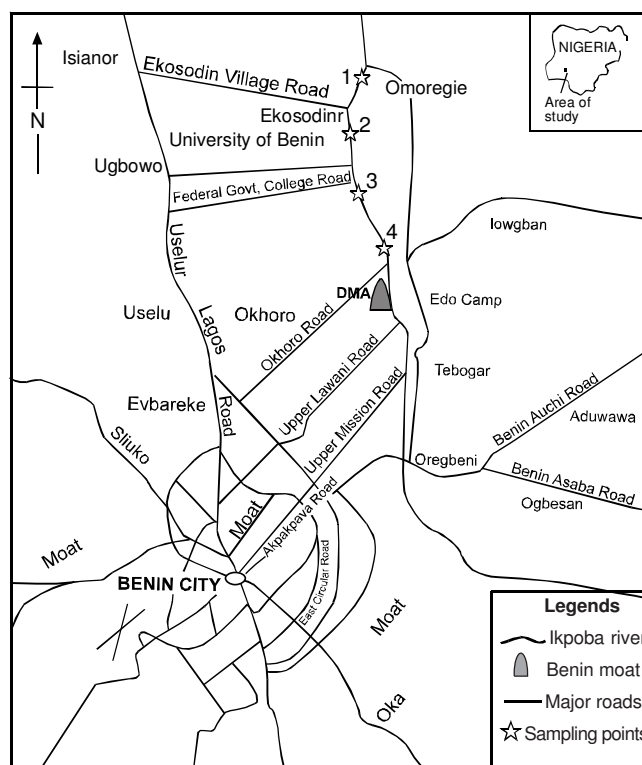 Isianor
Ekosodin Village Road
1
Omoregie
NIGERIA
Area of
study
N
Ekosodinr
University of Benin
2
Ugbowo
Federal Govt, College Road
3
Uselur
4
Iowgban
DMA
Edo Camp
Uselu
Lagos
Okhoro
Okhoro Road
Upper Lawani Road
Tebogar
Evbareke
Road
Upper Mission Road
Benin Auchi Road
Aduwawa
Sliuko
Oregbeni
Benin Asaba Road
Ogbesan
Moat
Akpakpava Road
Moat
BENIN CITY
East Circular Road
Moat
Oka
Legends
Ikpoba river
Benin moat
Major roads
Sampling points